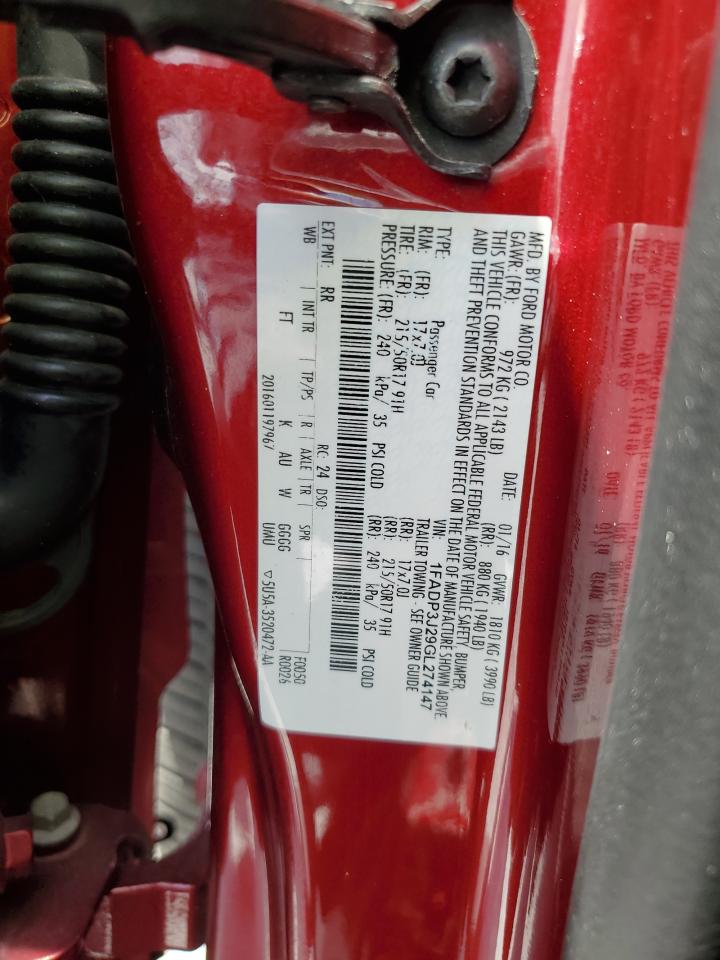 MFD. BY FORD MOTOR CO.
DATE: 01/16 GVWR: 1810 KG ( 3990 LB)
GAWR: (FR): 972 KG ( 2143 LB) (RR): 880 KG ( 1940 LB)
THIS VEHICLE CONFORMS TO ALL APPLICABLE FEDERAL MOTOR VEHICLE SAFETY, BUMPER,
AND THEFT PREVENTION STANDARDS IN EFFECT ON THE DATE OF MANUFACTURE SHOWN ABOVE.
VIN: 1FADP3J29GL274147
TYPE: Passenger Car TRAILER TOWING - SEE OWNER GUIDE
RIM: (FR): 17x7.0J (RR): 17x7.0J
TIRE: (FR): 215/50R17 91H (RR): 215/50R17 91H
PRESSURE: (FR): 240 kPa/ 35 PSI COLD (RR): 240 kPa/ 35 PSI COLD
EXT PNT: RR RC: 24 DSO:
WB INT TR TP/PS R AXLE TR SPR F0050
FT K AU W GGGG R0026
201601197967 UMU ▽5U5A-3520472-AA